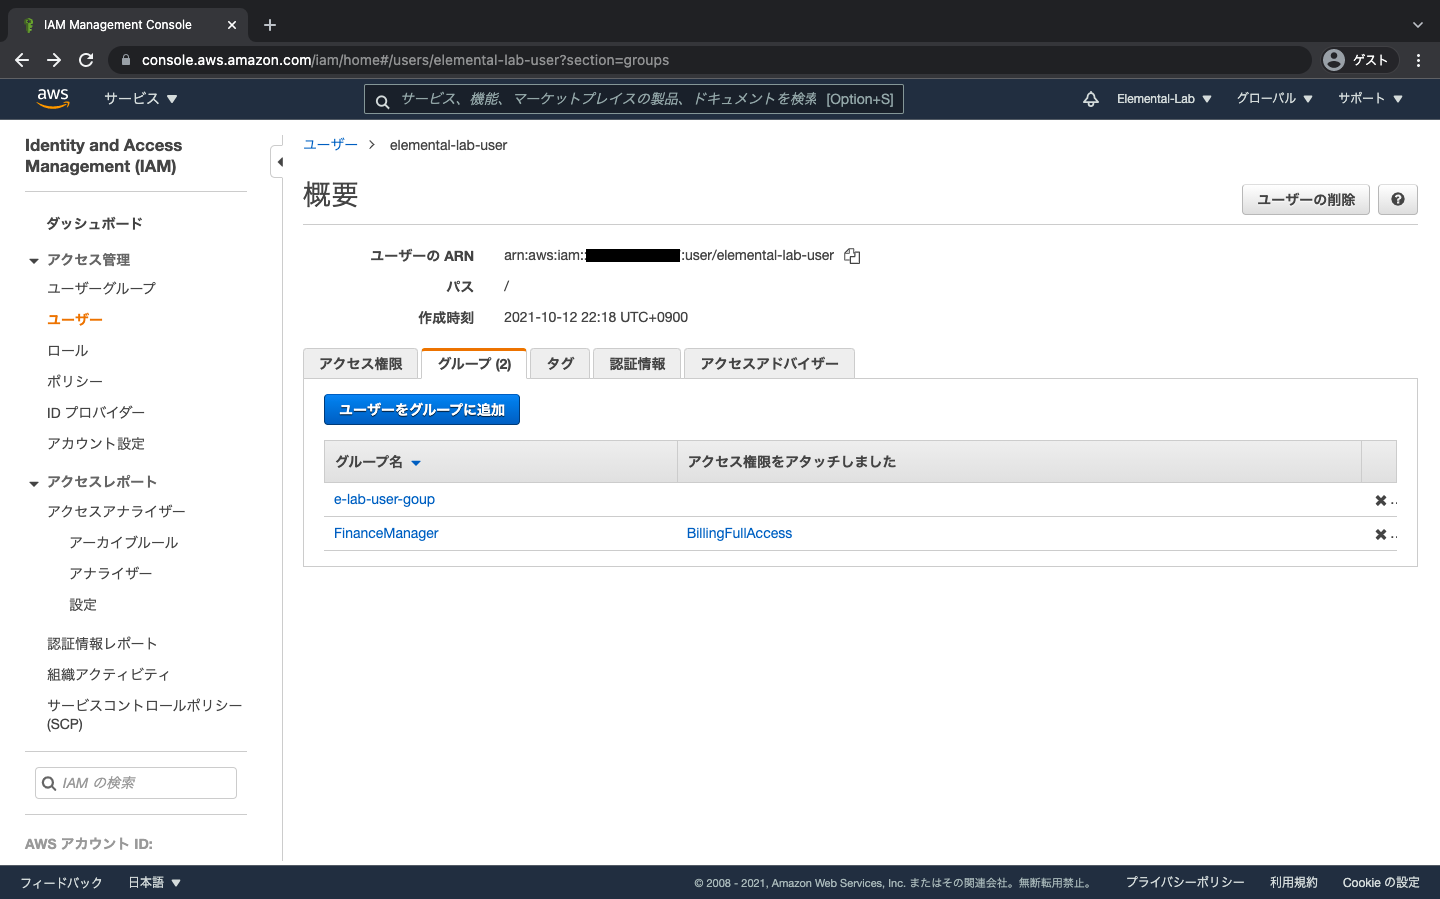 IAM Management Console
console.aws.amazon.com/iam/home#/users/elemental-lab-user?section=groups
ゲスト
aws
サービス
サービス、機能、マーケットプレイスの製品、ドキュメントを検索 [Option+S]
Elemental-Lab
グローバル
サポート
Identity and Access
Management (IAM)
ダッシュボード
アクセス管理
ユーザーグループ
ユーザー
ロール
ポリシー
ID プロバイダー
アカウント設定
アクセスレポート
アクセスアナライザー
アーカイブルール
アナライザー
設定
認証情報レポート
組織アクティビティ
サービスコントロールポリシー
(SCP)
IAM の検索
AWS アカウント ID:
ユーザー > elemental-lab-user
概要
ユーザーの削除
ユーザーの ARN arn:aws:iam:: :user/elemental-lab-user
パス /
作成時刻 2021-10-12 22:18 UTC+0900
アクセス権限 グループ (2) タグ 認証情報 アクセスアドバイザー
ユーザーをグループに追加
グループ名 アクセス権限をアタッチしました
e-lab-user-goup
FinanceManager BillingFullAccess
フィードバック 日本語 © 2008 - 2021, Amazon Web Services, Inc. またはその関連会社。無断転用禁止。 プライバシーポリシー 利用規約 Cookie の設定